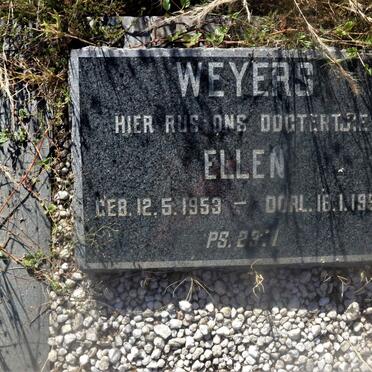 WEYERS
HIER RUS ONS DOGTERTJIE
ELLEN
GEB. 12.5.1953 – OORL. 16.1.195
PS. 23:1